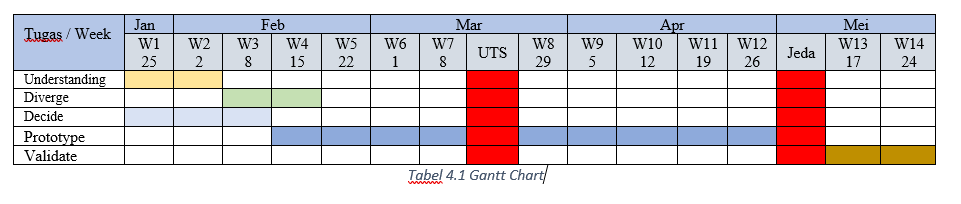 Tugas / Week Jan Feb Mar Apr Mei
W1 W2 W3 W4 W5 W6 W7 UTS W8 W9 W10 W11 W12 Jeda W13 W14
25 2 8 15 22 1 8 29 5 12 19 26 17 24
Understanding
Diverge
Decide
Prototype
Validate
Tabel 4.1 Gantt Chart